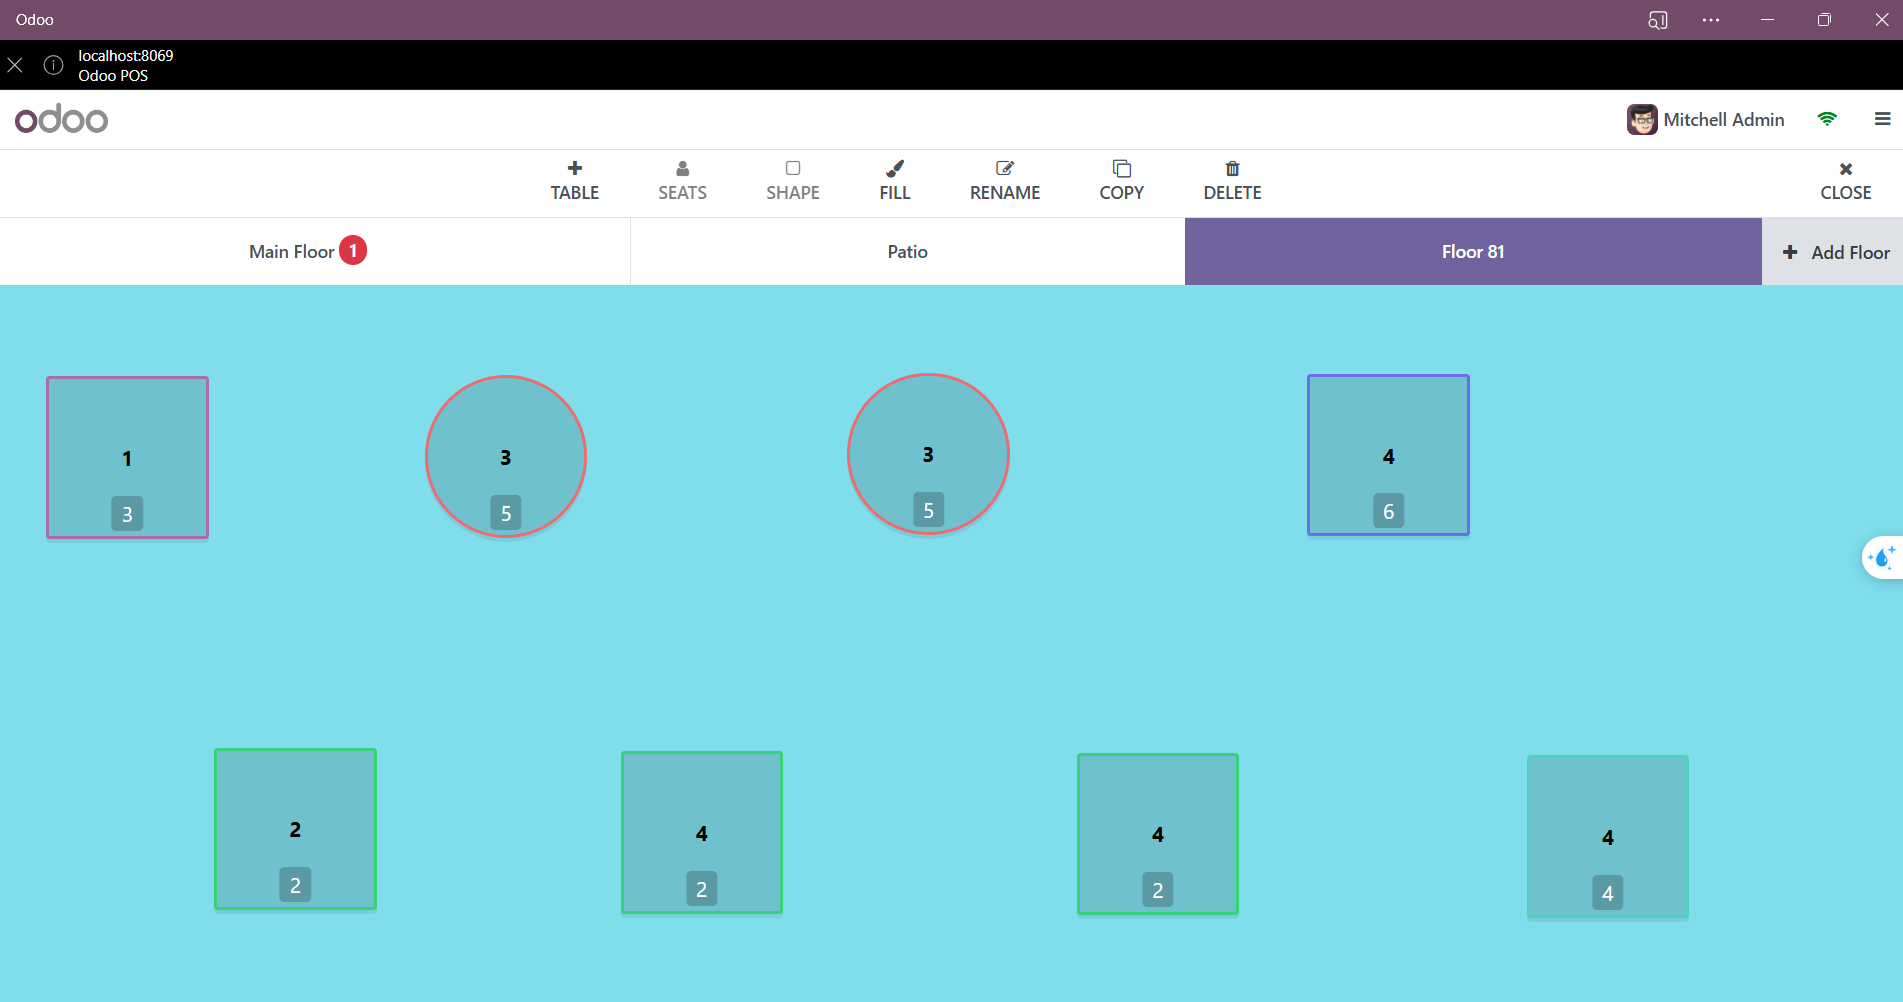 Odoo
localhost:8069
Odoo POS
odoo
Mitchell Admin
TABLE
SEATS
SHAPE
FILL
RENAME
COPY
DELETE
CLOSE
Main Floor 1
Patio
Floor 81
Add Floor
1
3
3
5
3
5
4
6
2
2
4
2
4
2
4
4